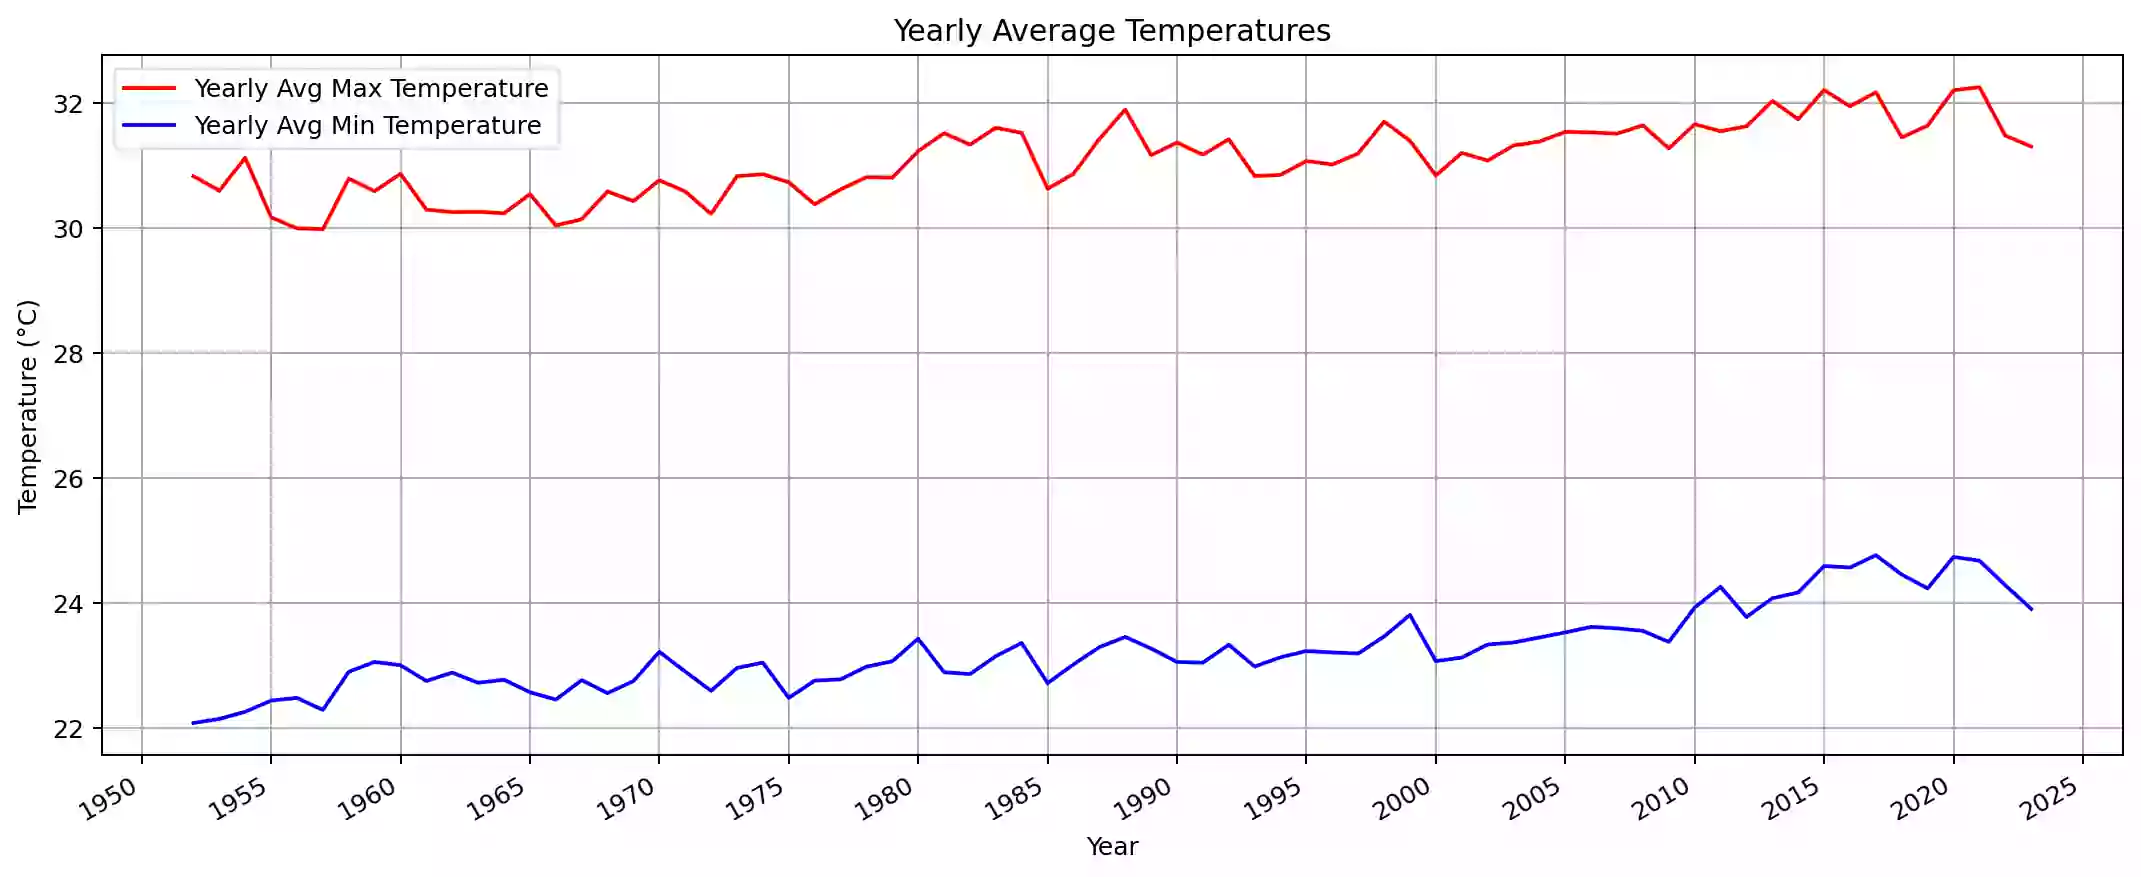 Yearly Average Temperatures
Yearly Avg Max Temperature
Yearly Avg Min Temperature
32
30
28
26
24
22
Temperature (°C)
1950 1955 1960 1965 1970 1975 1980 1985 1990 1995 2000 2005 2010 2015 2020 2025
Year